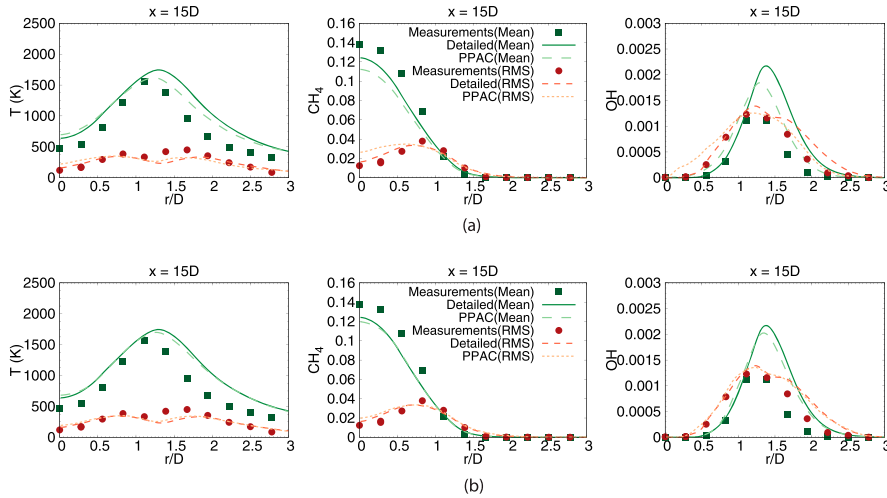 x = 15D
x = 15D
x = 15D
2500
2000
1500
1000
500
0
T (K)
0 0.5 1 1.5 2 2.5 3
r/D
0.16
0.14
0.12
0.1
0.08
0.06
0.04
0.02
0
CH4
Measurements(Mean)
Detailed(Mean)
PPAC(Mean)
Measurements(RMS)
Detailed(RMS)
PPAC(RMS)
0 0.5 1 1.5 2 2.5 3
r/D
0.003
0.0025
0.002
0.0015
0.001
0.0005
0
OH
0 0.5 1 1.5 2 2.5 3
r/D
(a)
x = 15D
x = 15D
x = 15D
2500
2000
1500
1000
500
0
T (K)
0 0.5 1 1.5 2 2.5 3
r/D
0.16
0.14
0.12
0.1
0.08
0.06
0.04
0.02
0
CH4
Measurements(Mean)
Detailed(Mean)
PPAC(Mean)
Measurements(RMS)
Detailed(RMS)
PPAC(RMS)
0 0.5 1 1.5 2 2.5 3
r/D
0.003
0.0025
0.002
0.0015
0.001
0.0005
0
OH
0 0.5 1 1.5 2 2.5 3
r/D
(b)